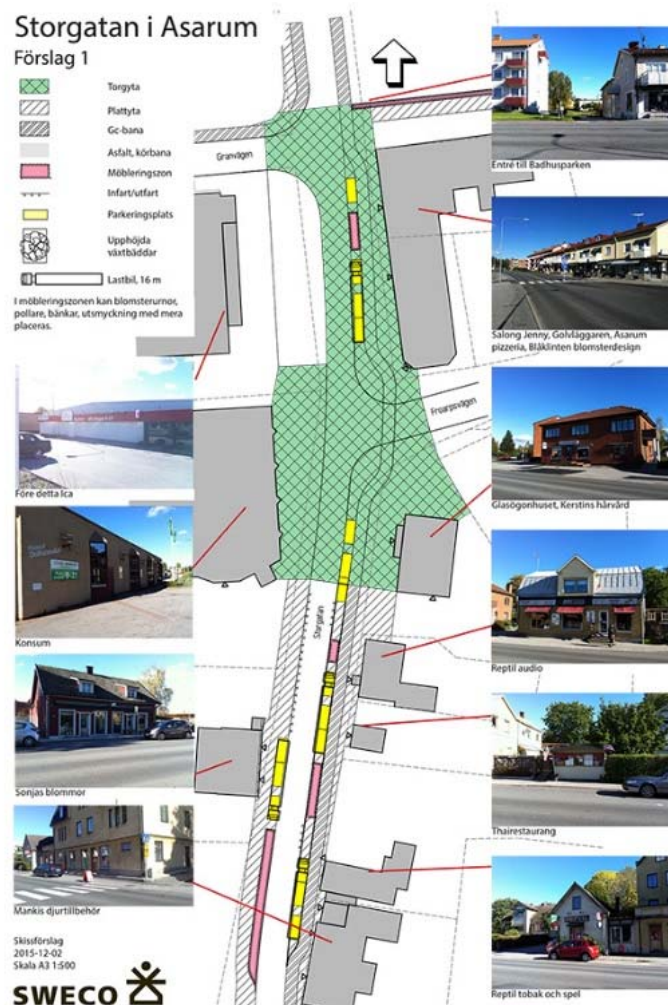 Storgatan i Asarum
Förslag 1
Torgyta
Plattyta
Gc-bana
Asfalt, körbana
Möbleringszon
Infart/utfart
Parkeringsplats
Upphöjda
växtbäddar
Lastbil, 16 m
I möbleringszonen kan blomsterurnor,
pollare, bänkar, utsmyckning med mera
placeras.
Före detta Ica
Konsum
Sonjas blommor
Mankis djurtillbehör
Skissförslag
2015-12-02
Skala A3 1:500
SWECO
Granvägen
Fruarpsvägen
Storgatan
Entré till Badhusparken
Salong Jenny, Golvläggaren, Asarum
pizzeria, Blåklinten blomsterdesign
Glasögonhuset, Kerstins hårvård
Reptil audio
Thairestaurang
Reptil tobak och spel